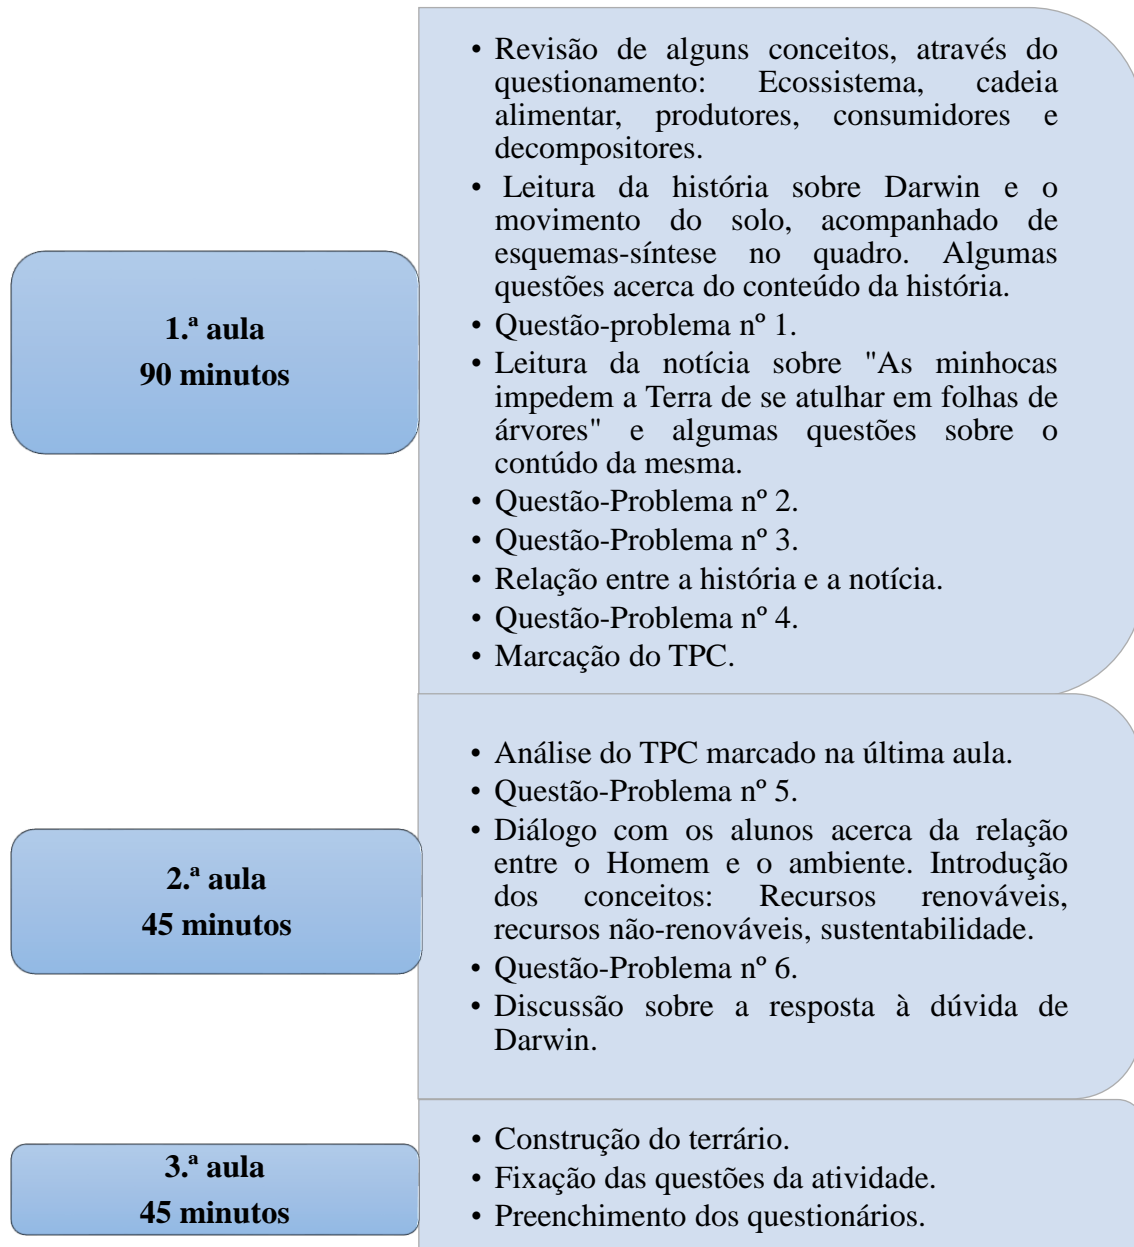 • Revisão de alguns conceitos, através do
questionamento: Ecossistema, cadeia
alimentar, produtores, consumidores e
decompositores.
• Leitura da história sobre Darwin e o
movimento do solo, acompanhado de
esquemas-síntese no quadro. Algumas
questões acerca do conteúdo da história.
1.ª aula
90 minutos
• Questão-problema nº 1.
• Leitura da notícia sobre "As minhocas
impedem a Terra de se atulhar em folhas de
árvores" e algumas questões sobre o
contúdo da mesma.
• Questão-Problema nº 2.
• Questão-Problema nº 3.
• Relação entre a história e a notícia.
• Questão-Problema nº 4.
• Marcação do TPC.
2.ª aula
45 minutos
• Análise do TPC marcado na última aula.
• Questão-Problema nº 5.
• Diálogo com os alunos acerca da relação
entre o Homem e o ambiente. Introdução
dos conceitos: Recursos renováveis,
recursos não-renováveis, sustentabilidade.
• Questão-Problema nº 6.
• Discussão sobre a resposta à dúvida de
Darwin.
3.ª aula
45 minutos
• Construção do terrário.
• Fixação das questões da atividade.
• Preenchimento dos questionários.